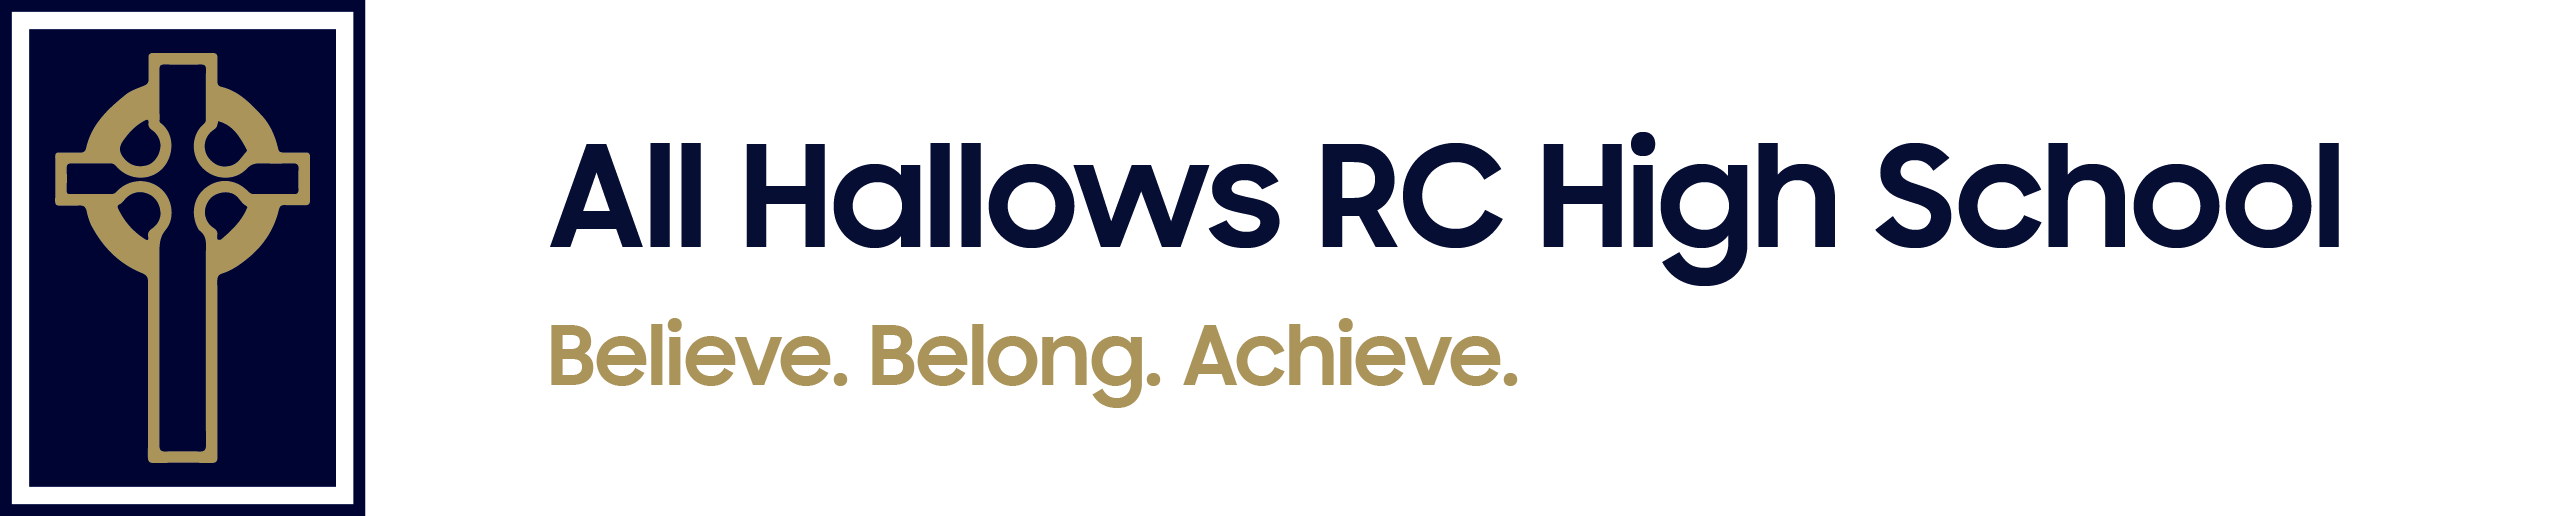 All Hallows RC High School
Believe. Belong. Achieve.